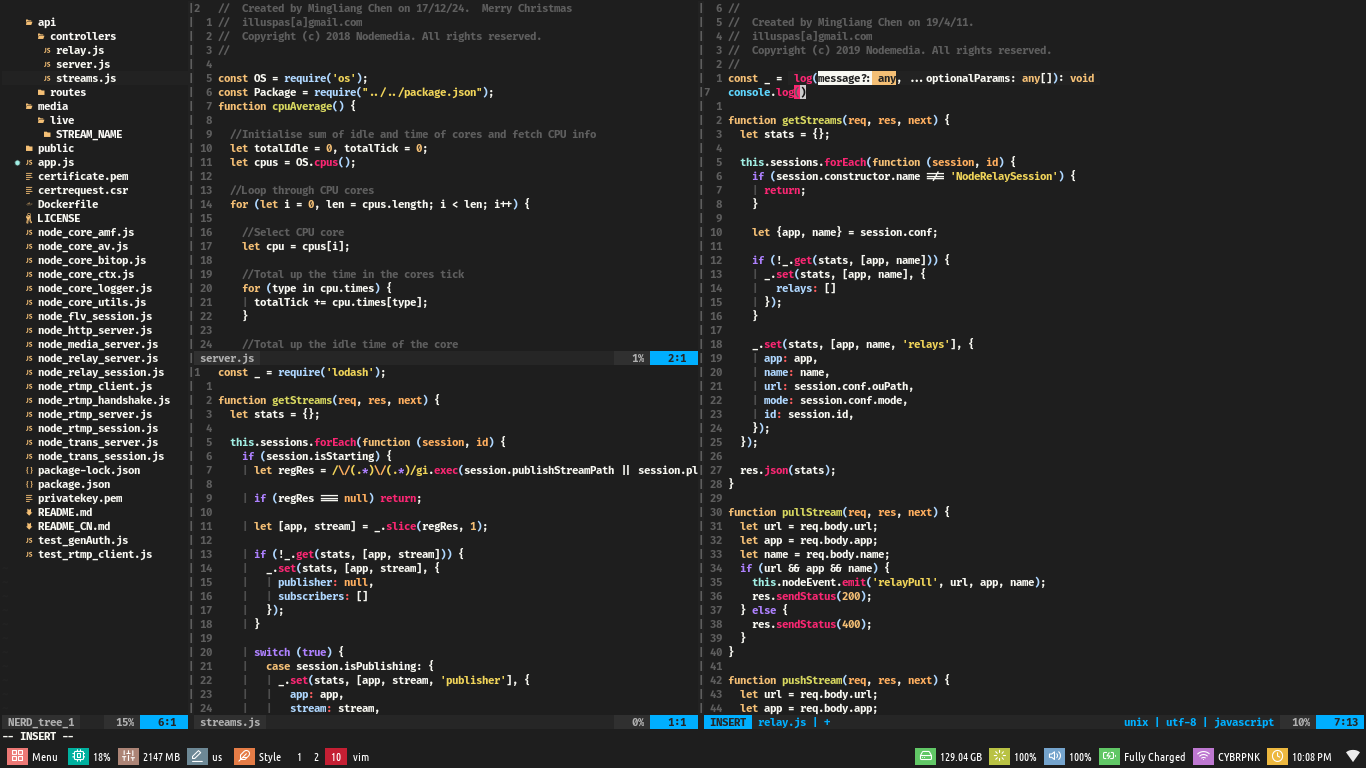 api
controllers
relay.js
server.js
streams.js
routes
media
live
STREAM_NAME
public
app.js
certificate.pem
certrequest.csr
Dockerfile
LICENSE
node_core_amf.js
node_core_av.js
node_core_bitop.js
node_core_ctx.js
node_core_logger.js
node_core_utils.js
node_flv_session.js
node_http_server.js
node_media_server.js
node_relay_server.js
node_relay_session.js
node_rtmp_client.js
node_rtmp_handshake.js
node_rtmp_server.js
node_rtmp_session.js
node_trans_server.js
node_trans_session.js
package-lock.json
package.json
privatekey.pem
README.md
README_CN.md
test_genAuth.js
test_rtmp_client.js
NERD_tree_1 15% 6:1
2 // Created by Mingliang Chen on 17/12/24. Merry Christmas
1 // illuspas[a]gmail.com
2 // Copyright (c) 2018 Nodemedia. All rights reserved.
3 //
4
5 const OS = require('os');
6 const Package = require("../../package.json");
7 function cpuAverage() {
8
9 //Initialise sum of idle and time of cores and fetch CPU info
10 let totalIdle = 0, totalTick = 0;
11 let cpus = OS.cpus();
12
13 //Loop through CPU cores
14 for (let i = 0, len = cpus.length; i < len; i++) {
15
16 //Select CPU core
17 let cpu = cpus[i];
18
19 //Total up the time in the cores tick
20 for (type in cpu.times) {
21 totalTick += cpu.times[type];
22 }
23
24 //Total up the idle time of the core
server.js 1% 2:1
1 const _ = require('lodash');
1
2 function getStreams(req, res, next) {
3 let stats = {};
4
5 this.sessions.forEach(function (session, id) {
6 if (session.isStarting) {
7 let regRes = /\/(.*)\/(.*)/gi.exec(session.publishStreamPath || session.pl
8
9 if (regRes === null) return;
10
11 let [app, stream] = _.slice(regRes, 1);
12
13 if (!_.get(stats, [app, stream])) {
14 _.set(stats, [app, stream], {
15 publisher: null,
16 subscribers: []
17 });
18 }
19
20 switch (true) {
21 case session.isPublishing: {
22 _.set(stats, [app, stream, 'publisher'], {
23 app: app,
24 stream: stream,
streams.js 0% 1:1
6 //
5 // Created by Mingliang Chen on 19/4/11.
4 // illuspas[a]gmail.com
3 // Copyright (c) 2019 Nodemedia. All rights reserved.
2 //
1 const _ = log(message?: any, ...optionalParams: any[]): void
7 console.log()
1
2 function getStreams(req, res, next) {
3 let stats = {};
4
5 this.sessions.forEach(function (session, id) {
6 if (session.constructor.name !== 'NodeRelaySession') {
7 return;
8 }
9
10 let {app, name} = session.conf;
11
12 if (!_.get(stats, [app, name])) {
13 _.set(stats, [app, name], {
14 relays: []
15 });
16 }
17
18 _.set(stats, [app, name, 'relays'], {
19 app: app,
20 name: name,
21 url: session.conf.ouPath,
22 mode: session.conf.mode,
23 id: session.id,
24 });
25 });
26
27 res.json(stats);
28 }
29
30 function pullStream(req, res, next) {
31 let url = req.body.url;
32 let app = req.body.app;
33 let name = req.body.name;
34 if (url && app && name) {
35 this.nodeEvent.emit('relayPull', url, app, name);
36 res.sendStatus(200);
37 } else {
38 res.sendStatus(400);
39 }
40 }
41
42 function pushStream(req, res, next) {
43 let url = req.body.url;
44 let app = req.body.app;
INSERT relay.js | + unix | utf-8 | javascript 10% 7:13
-- INSERT --
Menu 18% 2147 MB us Style 1 2 10 vim 129.04 GB 100% 100% Fully Charged CYBRPNK 10:08 PM